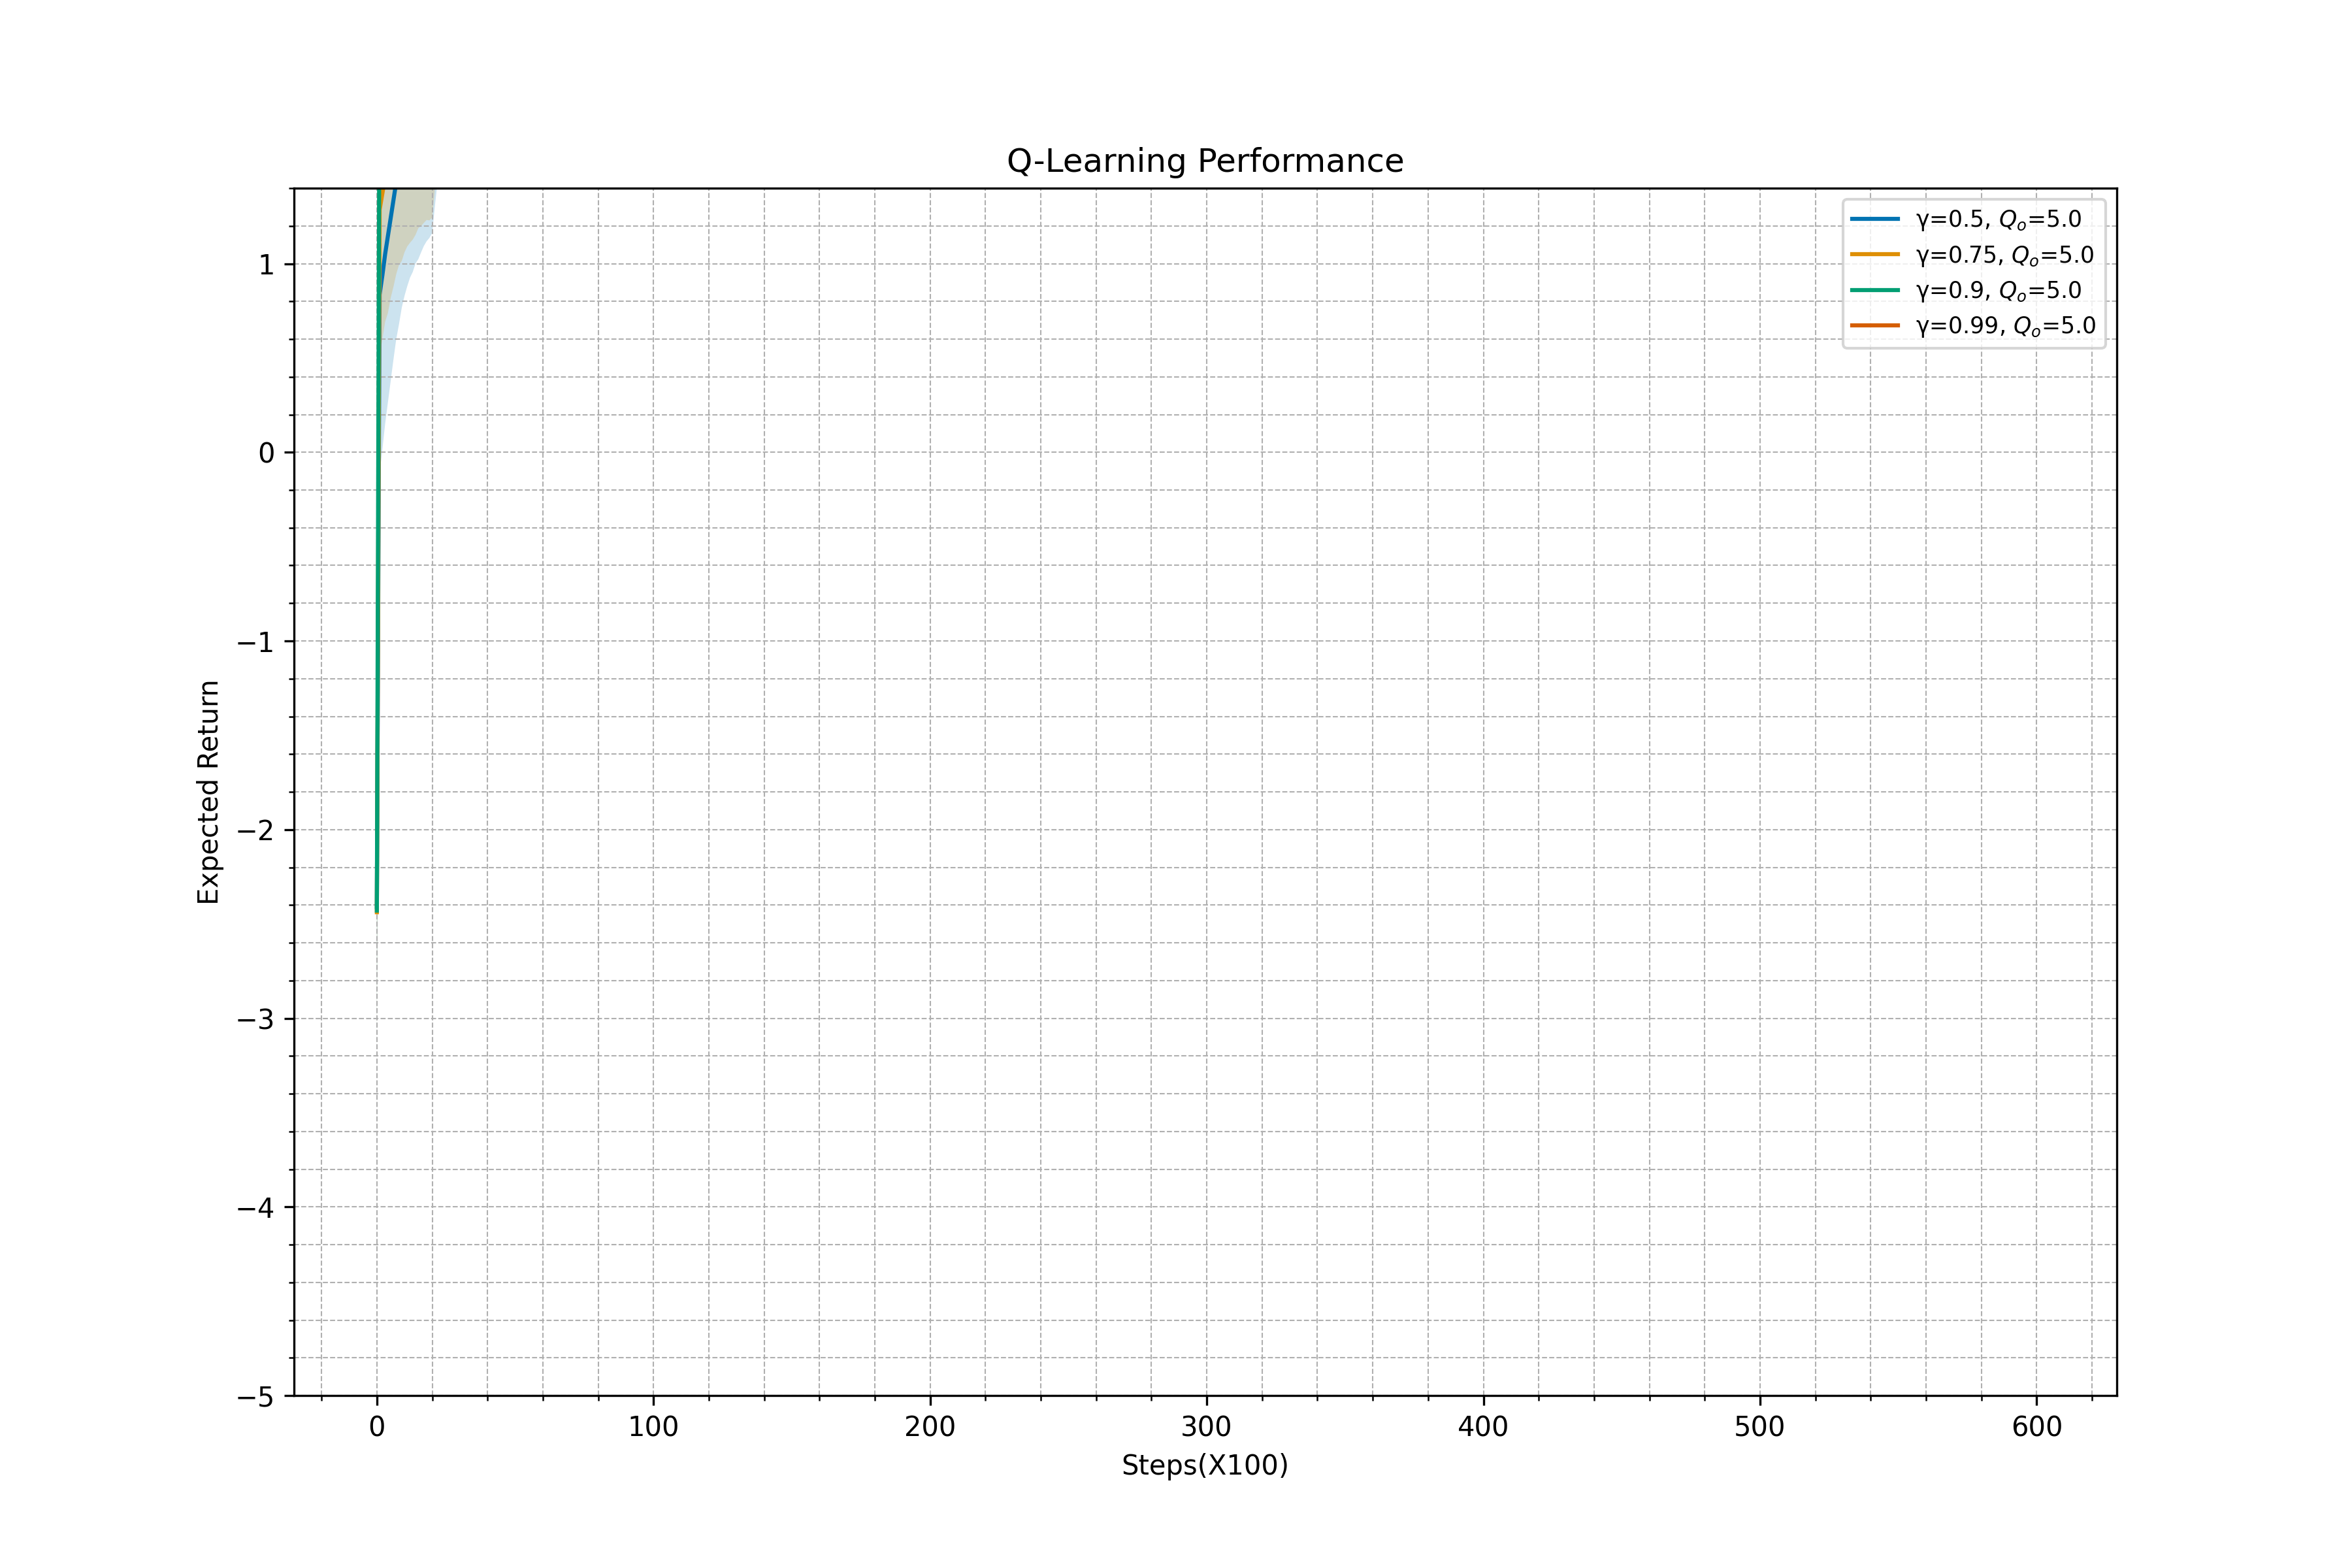 Q-Learning Performance
γ=0.5, Qₒ=5.0
γ=0.75, Qₒ=5.0
γ=0.9, Qₒ=5.0
γ=0.99, Qₒ=5.0
1
0
−1
−2
−3
−4
−5
Expected Return
0 100 200 300 400 500 600
Steps(X100)